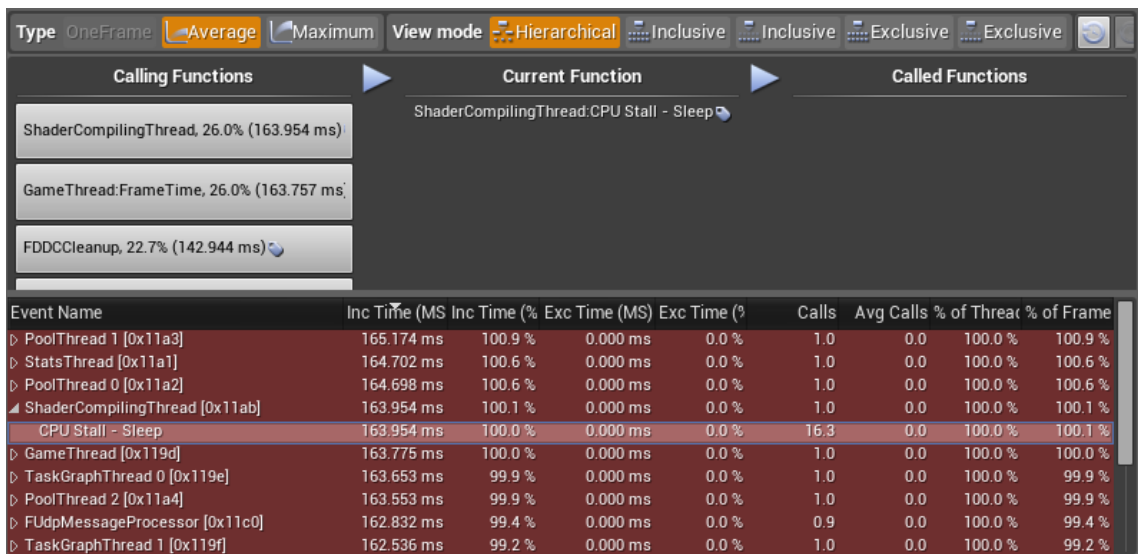 Type OneFrame Average Maximum View mode Hierarchical Inclusive Inclusive Exclusive Exclusive
Calling Functions Current Function Called Functions
ShaderCompilingThread:CPU Stall - Sleep
ShaderCompilingThread, 26.0% (163.954 ms)
GameThread:FrameTime, 26.0% (163.757 ms
FDDCCleanup, 22.7% (142.944 ms)
Event Name Inc Time (MS Inc Time (% Exc Time (MS) Exc Time (% Calls Avg Calls % of Threac % of Frame
PoolThread 1 [0x11a3] 165.174 ms 100.9 % 0.000 ms 0.0 % 1.0 0.0 100.0 % 100.9 %
StatsThread [0x11a1] 164.702 ms 100.6 % 0.000 ms 0.0 % 1.0 0.0 100.0 % 100.6 %
PoolThread 0 [0x11a2] 164.698 ms 100.6 % 0.000 ms 0.0 % 1.0 0.0 100.0 % 100.6 %
ShaderCompilingThread [0x11ab] 163.954 ms 100.1 % 0.000 ms 0.0 % 1.0 0.0 100.0 % 100.1 %
CPU Stall - Sleep 163.954 ms 100.0 % 0.000 ms 0.0 % 16.3 0.0 100.0 % 100.1 %
GameThread [0x119d] 163.775 ms 100.0 % 0.000 ms 0.0 % 1.0 0.0 100.0 % 100.0 %
TaskGraphThread 0 [0x119e] 163.653 ms 99.9 % 0.000 ms 0.0 % 1.0 0.0 100.0 % 99.9 %
PoolThread 2 [0x11a4] 163.553 ms 99.9 % 0.000 ms 0.0 % 1.0 0.0 100.0 % 99.9 %
FUdpMessageProcessor [0x11c0] 162.832 ms 99.4 % 0.000 ms 0.0 % 0.9 0.0 100.0 % 99.4 %
TaskGraphThread 1 [0x119f] 162.536 ms 99.2 % 0.000 ms 0.0 % 1.0 0.0 100.0 % 99.2 %